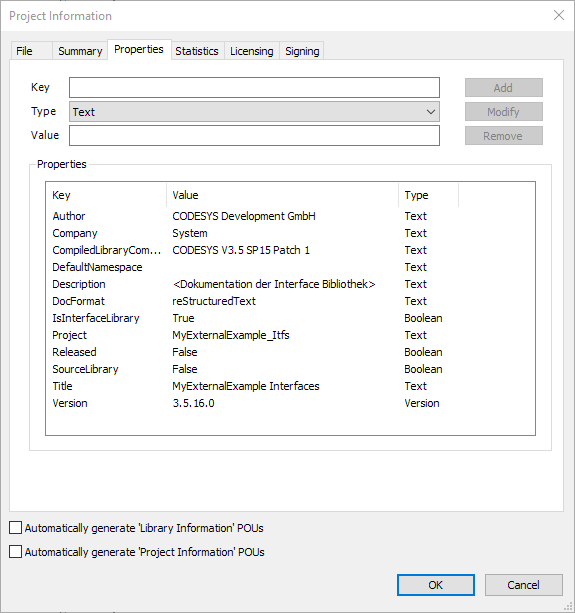 Project Information
File Summary Properties Statistics Licensing Signing
Key Add
Type Text Modify
Value Remove
Properties
Key Value Type
Author CODESYS Development GmbH Text
Company System Text
CompiledLibraryCom... CODESYS V3.5 SP15 Patch 1 Text
DefaultNamespace Text
Description <Dokumentation der Interface Bibliothek> Text
DocFormat reStructuredText Text
IsInterfaceLibrary True Boolean
Project MyExternalExample_Itfs Text
Released False Boolean
SourceLibrary False Boolean
Title MyExternalExample Interfaces Text
Version 3.5.16.0 Version
Automatically generate 'Library Information' POUs
Automatically generate 'Project Information' POUs
OK Cancel